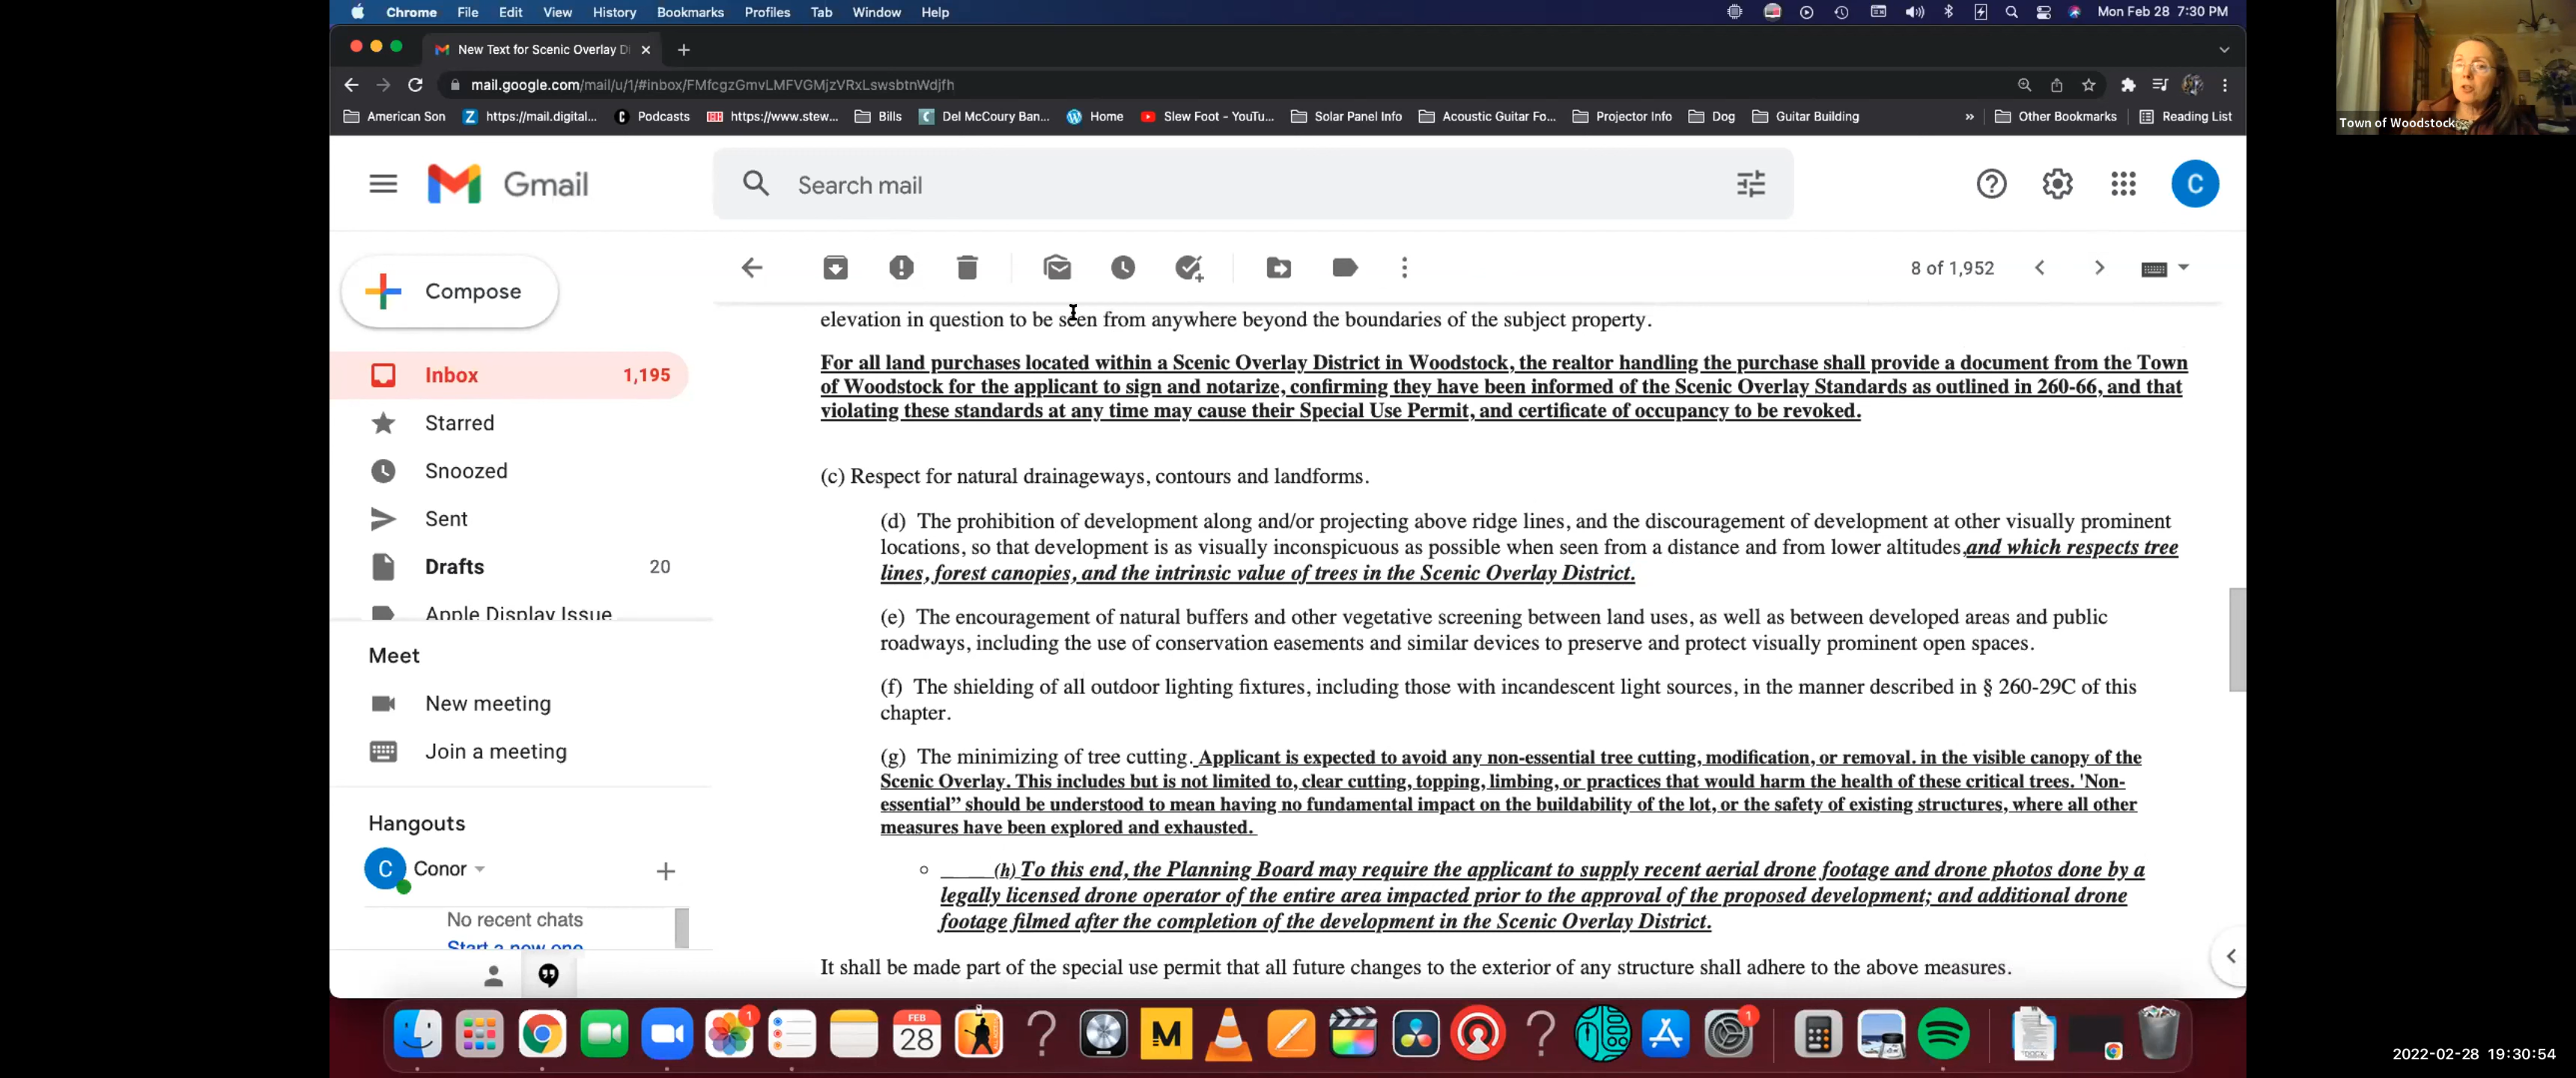 Chrome File Edit View History Bookmarks Profiles Tab Window Help Mon Feb 28 7:30 PM
New Text for Scenic Overlay Di
mail.google.com/mail/u/1/#inbox/FMfcgzGmvLMFVGMjzVRxLswsbtnWdjfh
American Son https://mail.digital... Podcasts https://www.stew... Bills Del McCoury Ban... Home Slew Foot - YouTu... Solar Panel Info Acoustic Guitar Fo... Projector Info Dog Guitar Building » Other Bookmarks Reading List
Town of Woodstock
Gmail
Search mail
C
Compose
8 of 1,952
Inbox 1,195
Starred
Snoozed
Sent
Drafts 20
Apple Display Issue
Meet
New meeting
Join a meeting
Hangouts
C Conor
No recent chats
Start a new one
elevation in question to be seen from anywhere beyond the boundaries of the subject property.
For all land purchases located within a Scenic Overlay District in Woodstock, the realtor handling the purchase shall provide a document from the Town
of Woodstock for the applicant to sign and notarize, confirming they have been informed of the Scenic Overlay Standards as outlined in 260-66, and that
violating these standards at any time may cause their Special Use Permit, and certificate of occupancy to be revoked.
(c) Respect for natural drainageways, contours and landforms.
(d) The prohibition of development along and/or projecting above ridge lines, and the discouragement of development at other visually prominent
locations, so that development is as visually inconspicuous as possible when seen from a distance and from lower altitudes,and which respects tree
lines, forest canopies, and the intrinsic value of trees in the Scenic Overlay District.
(e) The encouragement of natural buffers and other vegetative screening between land uses, as well as between developed areas and public
roadways, including the use of conservation easements and similar devices to preserve and protect visually prominent open spaces.
(f) The shielding of all outdoor lighting fixtures, including those with incandescent light sources, in the manner described in § 260-29C of this
chapter.
(g) The minimizing of tree cutting. Applicant is expected to avoid any non-essential tree cutting, modification, or removal. in the visible canopy of the
Scenic Overlay. This includes but is not limited to, clear cutting, topping, limbing, or practices that would harm the health of these critical trees. 'Non-
essential” should be understood to mean having no fundamental impact on the buildability of the lot, or the safety of existing structures, where all other
measures have been explored and exhausted.
(h) To this end, the Planning Board may require the applicant to supply recent aerial drone footage and drone photos done by a
legally licensed drone operator of the entire area impacted prior to the approval of the proposed development; and additional drone
footage filmed after the completion of the development in the Scenic Overlay District.
It shall be made part of the special use permit that all future changes to the exterior of any structure shall adhere to the above measures.
1
FEB
28
? M ? 1
2022-02-28 19:30:54